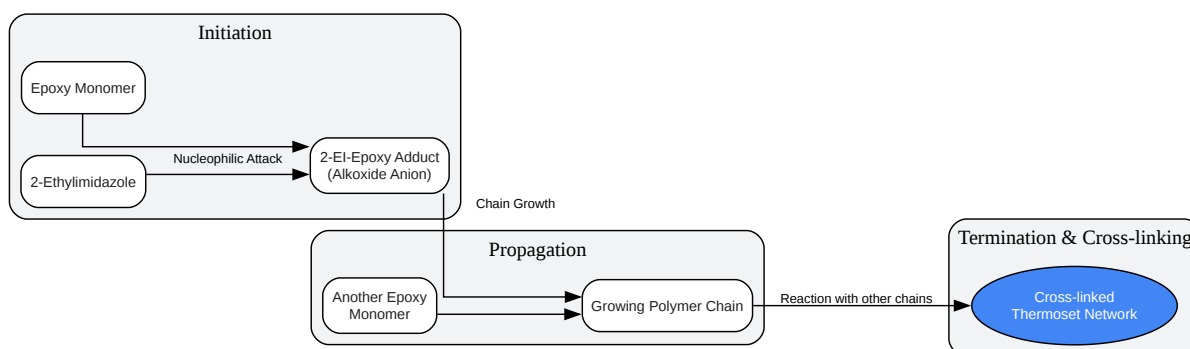 Initiation
Epoxy Monomer
Nucleophilic Attack
2-Ethylimidazole
2-EI-Epoxy Adduct
(Alkoxide Anion)
Chain Growth
Propagation
Another Epoxy
Monomer
Growing Polymer Chain
Reaction with other chains
Termination & Cross-linking
Cross-linked
Thermoset Network